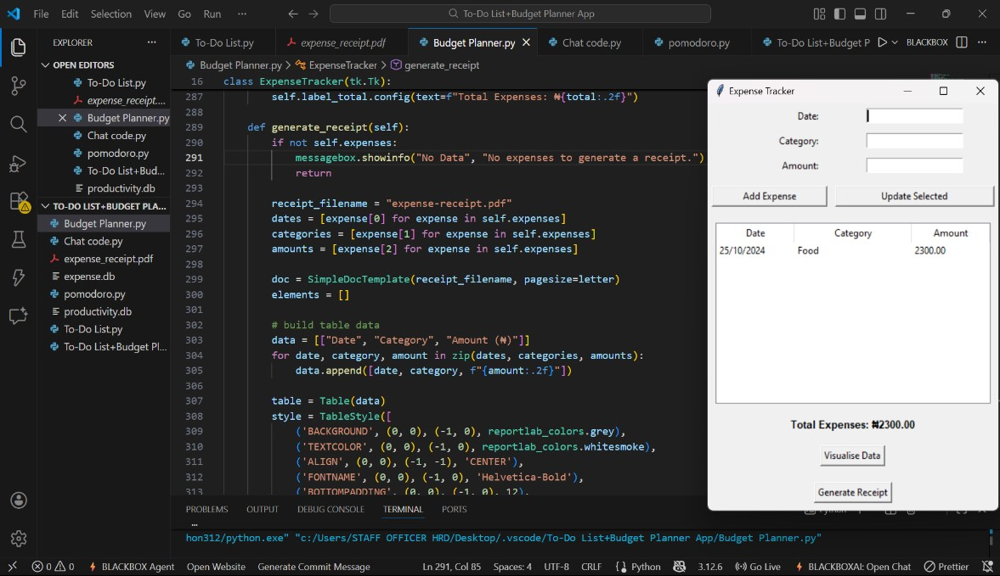 File Edit Selection View Go Run ··· To-Do List+Budget Planner App
EXPLORER ···
OPEN EDITORS
To-Do List.py
expense_receipt....
Budget Planner.py
Chat code.py
pomodoro.py
To-Do List+Bud...
productivity.db
TO-DO LIST+BUDGET PLA...
Budget Planner.py
Chat code.py
expense_receipt.pdf
expense.db
pomodoro.py
productivity.db
To-Do List.py
To-Do List+Budget Pl...
To-Do List.py expense_receipt.pdf Budget Planner.py Chat code.py pomodoro.py To-Do List+Budget P BLACKBOX ···
Budget Planner.py > ExpenseTracker > generate_receipt
16 class ExpenseTracker(tk.Tk):
287 self.label_total.config(text=f"Total Expenses: ₦{total:.2f}")
288
289 def generate_receipt(self):
290 if not self.expenses:
291 messagebox.showinfo("No Data", "No expenses to generate a receipt.")
292 return
293
294 receipt_filename = "expense-receipt.pdf"
295 dates = [expense[0] for expense in self.expenses]
296 categories = [expense[1] for expense in self.expenses]
297 amounts = [expense[2] for expense in self.expenses]
298
299 doc = SimpleDocTemplate(receipt_filename, pagesize=letter)
300 elements = []
301
302 # build table data
303 data = [["Date", "Category", "Amount (₦)"]]
304 for date, category, amount in zip(dates, categories, amounts):
305 data.append([date, category, f"{amount:.2f}"])
306
307 table = Table(data)
308 style = TableStyle([
309 ('BACKGROUND', (0, 0), (-1, 0), reportlab_colors.grey),
310 ('TEXTCOLOR', (0, 0), (-1, 0), reportlab_colors.whitesmoke),
311 ('ALIGN', (0, 0), (-1, -1), 'CENTER'),
312 ('FONTNAME', (0, 0), (-1, 0), 'Helvetica-Bold'),
313 ('BOTTOMPADDING', (0, 0), (-1, 0), 12),
PROBLEMS OUTPUT DEBUG CONSOLE TERMINAL PORTS
...
hon312/python.exe" "c:/Users/STAFF OFFICER HRD/Desktop/.vscode/To-Do List+Budget Planner App/Budget Planner.py"
Expense Tracker
Date:
Category:
Amount:
Add Expense Update Selected
Date Category Amount
25/10/2024 Food 2300.00
Total Expenses: ₦2300.00
Visualise Data
Generate Receipt
0 0 BLACKBOX Agent Open Website Generate Commit Message Ln 291, Col 85 Spaces: 4 UTF-8 CRLF {} Python 3.12.6 Go Live BLACKBOXAI: Open Chat Prettier